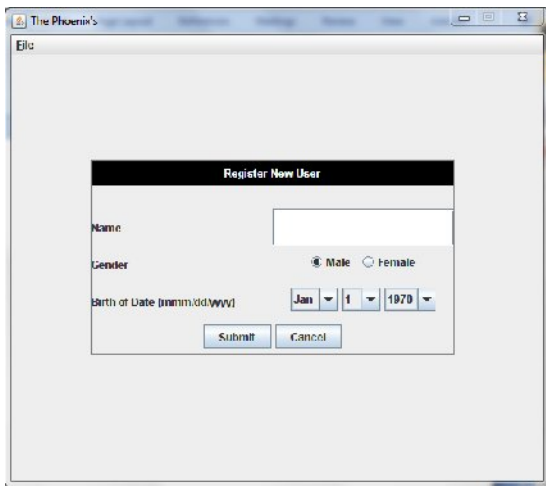 The Phoenix's
File
Register New User
Name
Gender Male Female
Birth of Date (mmm/dd/yyyy) Jan 1 1970
Submit Cancel